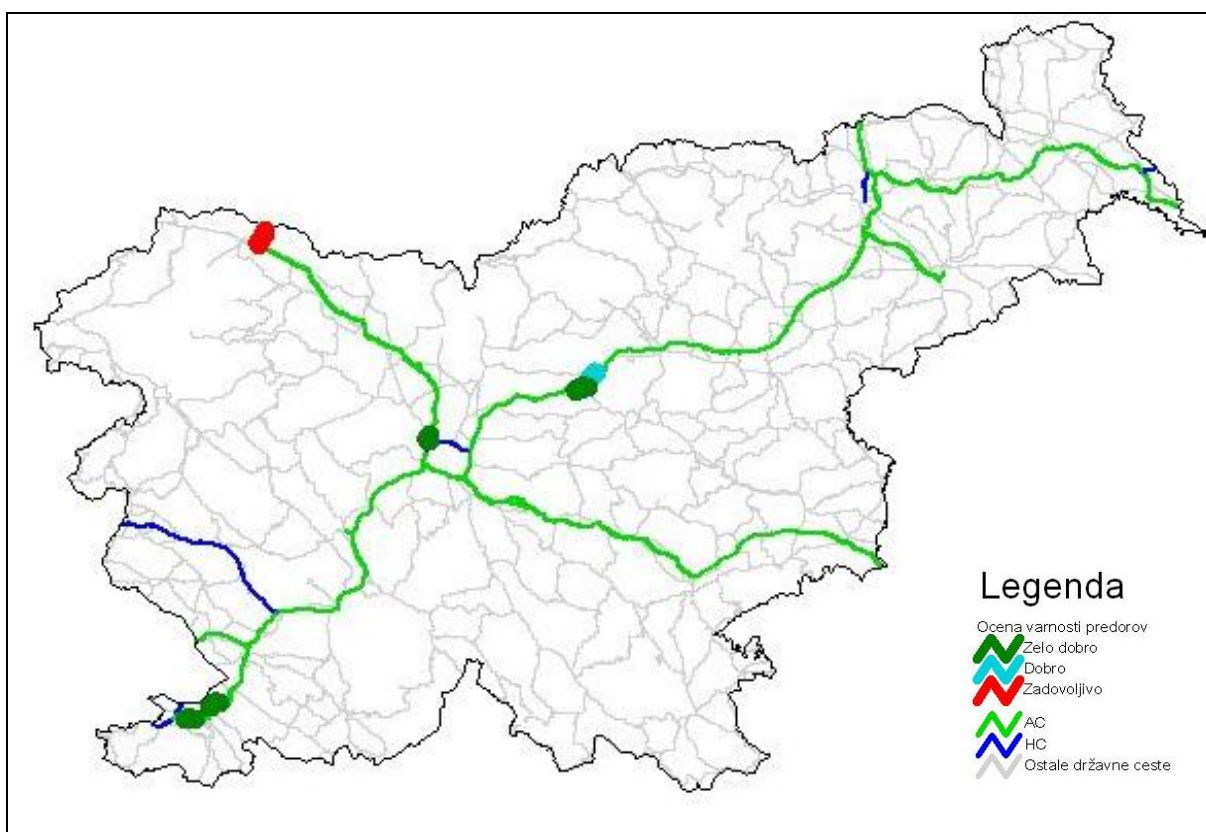 Legenda
Ocena varnosti predorov
Zelo dobro
Dobro
Zadovoljivo
AC
HC
Ostale državne ceste